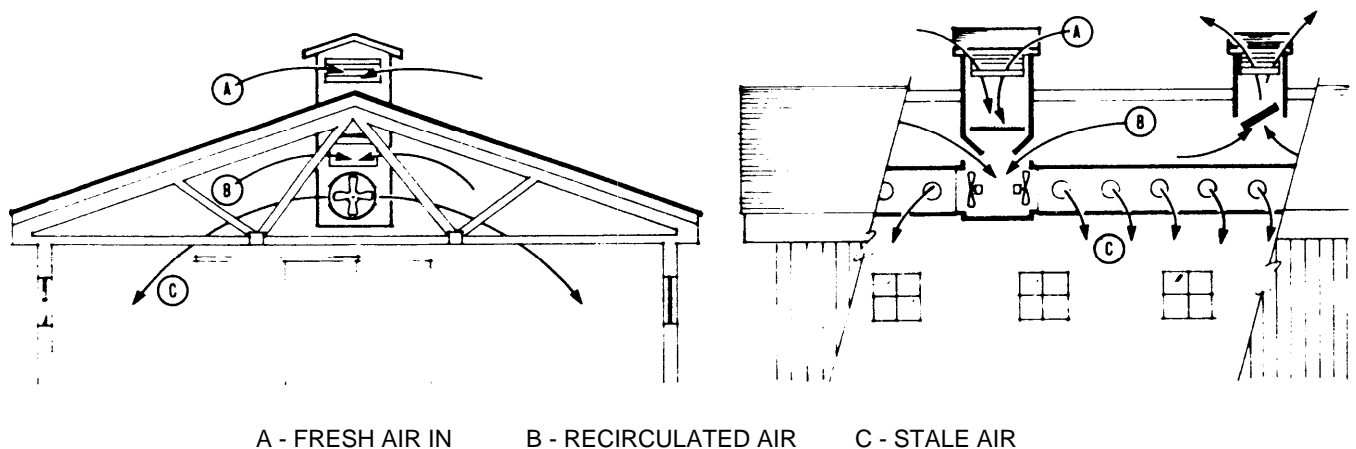 A
A
B
B
C
C
A - FRESH AIR IN B - RECIRCULATED AIR C - STALE AIR